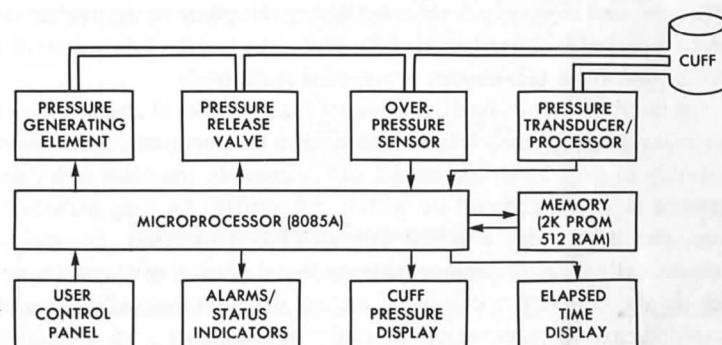 CUFF
PRESSURE
GENERATING
ELEMENT
PRESSURE
RELEASE
VALVE
OVER-
PRESSURE
SENSOR
PRESSURE
TRANSDUCER/
PROCESSOR
MICROPROCESSOR (8085A)
MEMORY
(2K PROM
512 RAM)
USER
CONTROL
PANEL
ALARMS/
STATUS
INDICATORS
CUFF
PRESSURE
DISPLAY
ELAPSED
TIME
DISPLAY